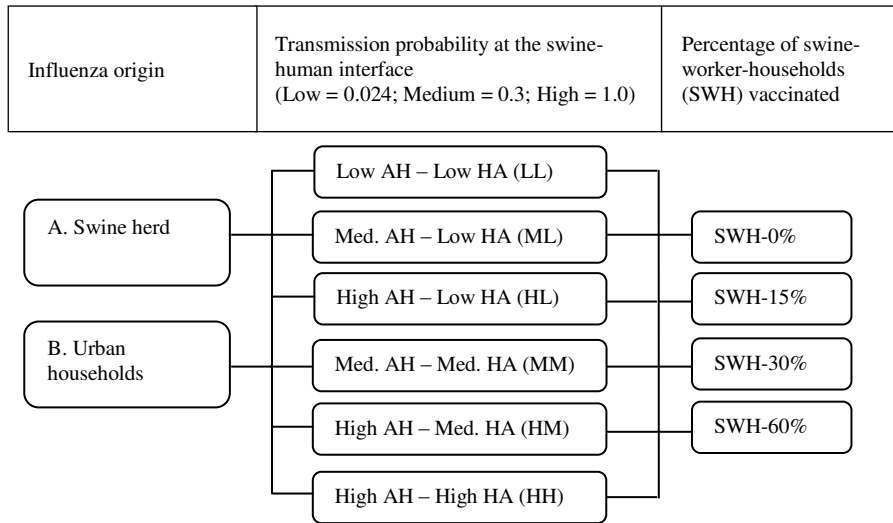 Influenza origin
Transmission probability at the swine-
human interface
(Low = 0.024; Medium = 0.3; High = 1.0)
Percentage of swine-
worker-households
(SWH) vaccinated
A. Swine herd
B. Urban
households
Low AH – Low HA (LL)
Med. AH – Low HA (ML)
High AH – Low HA (HL)
Med. AH – Med. HA (MM)
High AH – Med. HA (HM)
High AH – High HA (HH)
SWH-0%
SWH-15%
SWH-30%
SWH-60%